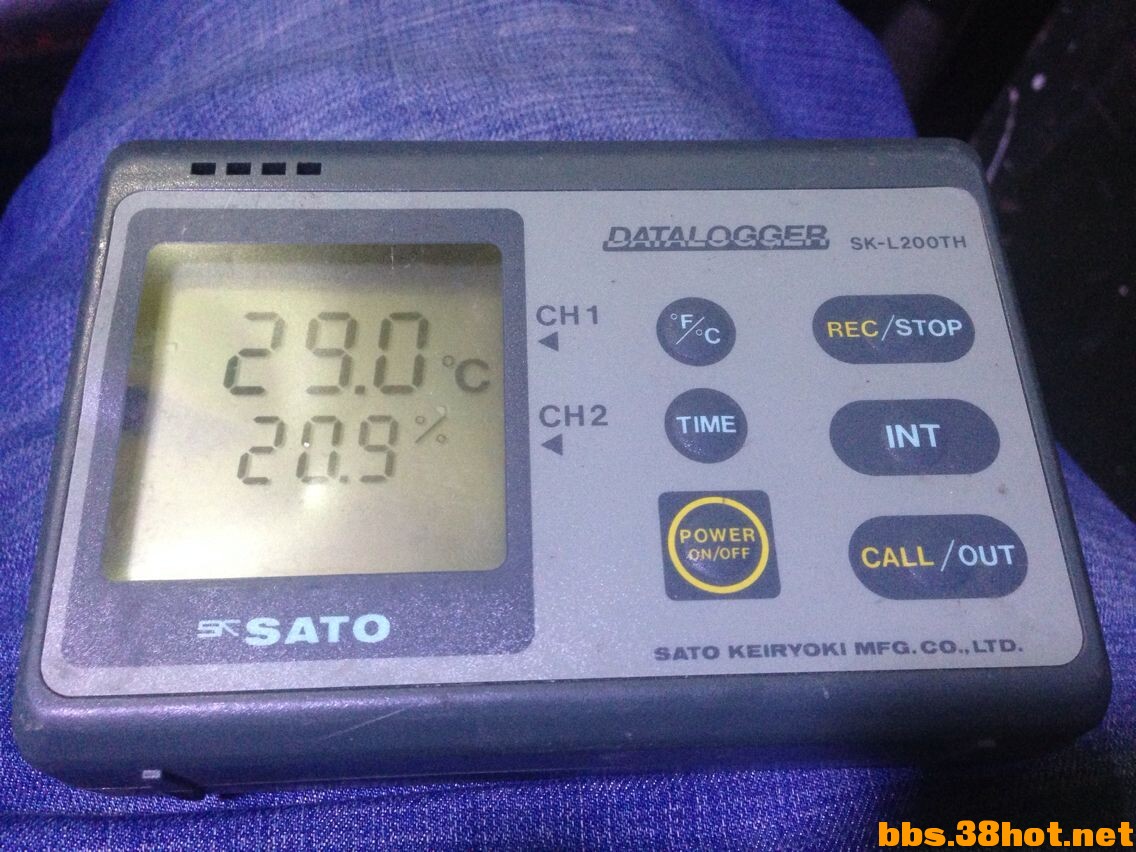 DATALOGGER SK-L200TH
29.0 °C
20.9 %
CH1
CH2
°F/°C
REC/STOP
TIME
INT
POWER
ON/OFF
CALL/OUT
SK SATO
SATO KEIRYOKI MFG.CO.,LTD.
bbs.38hot.net